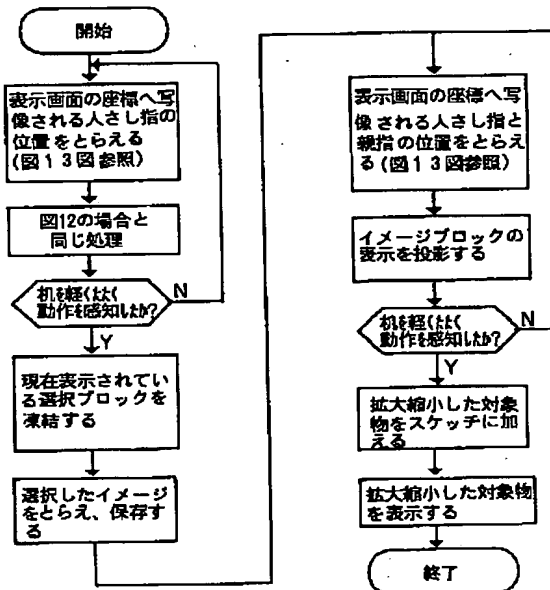 開始
表示画面の座標へ写
像される人さし指の
位置をとらえる
(図13図参照)
図12の場合と
同じ処理
机を軽くたたく
動作を感知したか?
N
Y
現在表示されてい
る選択ブロックを
凍結する
選択したイメージ
をとらえ、保存す
る
表示画面の座標へ写
像される人さし指と
親指の位置をとらえ
る(図13図参照)
イメージブロックの
表示を投影する
机を軽くたたく
動作を感知したか?
N
Y
拡大縮小した対象
物をスケッチに加
える
拡大縮小した対象物
を表示する
終了